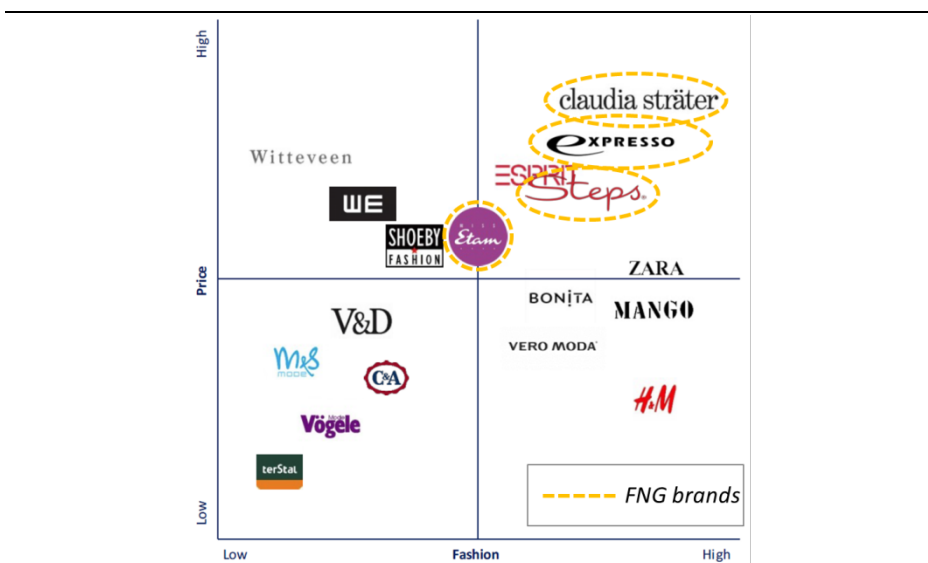 High
claudia sträter
eXPRESSO
Witteveen
ESPRIT
Steps
WE
SHOEBY
FASHION
Etam
ZARA
Price
BONiTA
MANGO
V&D
VERO MODA
M&S
mode
C&A
H&M
Mode
Vögele
terStal
FNG brands
Low
Low
Fashion
High